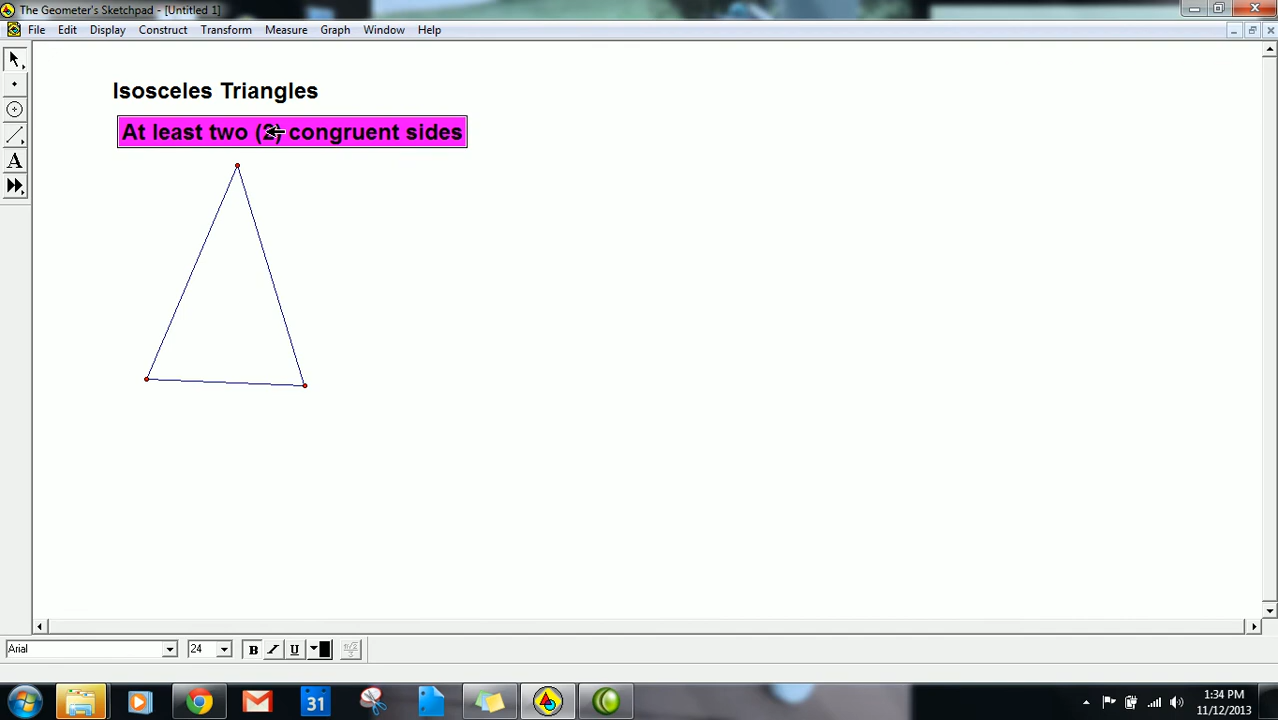 The Geometer's Sketchpad - [Untitled 1]
File Edit Display Construct Transform Measure Graph Window Help
Isosceles Triangles
At least two (2) congruent sides
A
Arial 24 B I U
31
1:34 PM
11/12/2013